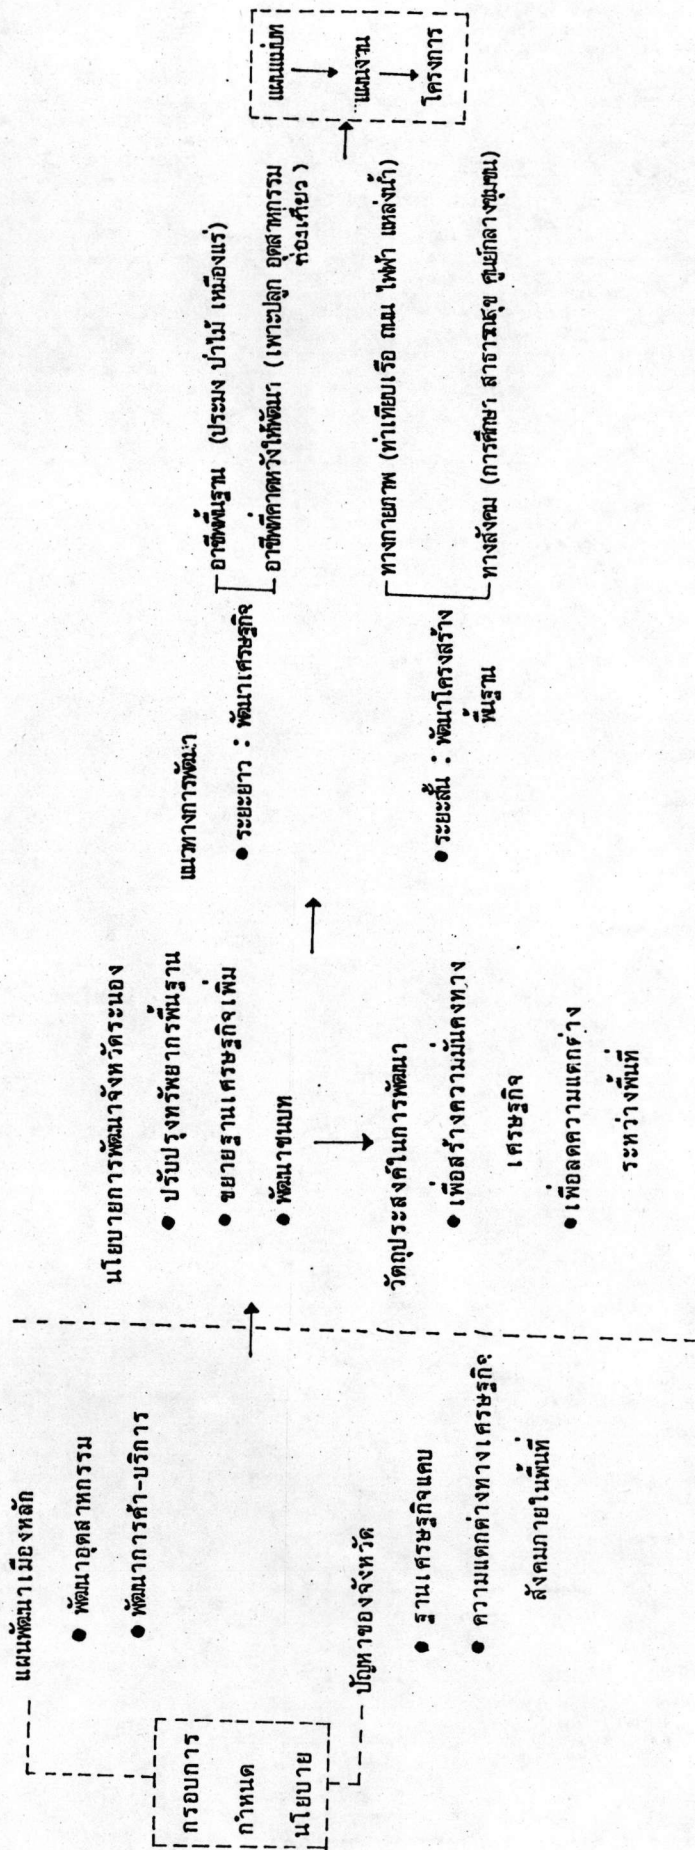 กรอบการ
กำหนด
นโยบาย
แผนพัฒนาเมืองหลัก
● พัฒนาอุตสาหกรรม
● พัฒนาการค้า-บริการ
ปัญหาของจังหวัด
● ฐานเศรษฐกิจแคบ
● ความแตกต่างทางเศรษฐกิจ
สังคมภายในพื้นที่
นโยบายการพัฒนาจังหวัดระนอง
● ปรับปรุงทรัพยากรพื้นฐาน
● ขยายฐานเศรษฐกิจเพิ่ม
● พัฒนาชนบท
วัตถุประสงค์ในการพัฒนา
● เพื่อสร้างความมั่นคงทาง
เศรษฐกิจ
● เพื่อลดความแตกต่าง
ระหว่างพื้นที่
แนวทางการพัฒนา
● ระยะยาว : พัฒนาเศรษฐกิจ
อาชีพพื้นฐาน (ประมง ป่าไม้ เหมืองแร่)
อาชีพที่คาดหวังให้พัฒนา (เพาะปลูก อุตสาหกรรม
ท่องเที่ยว )
● ระยะสั้น : พัฒนาโครงสร้าง
พื้นฐาน
ทางกายภาพ (ท่าเทียบเรือ ถนน ไฟฟ้า แหล่งน้ำ)
ทางสังคม (การศึกษา สาธารณสุข ศูนย์กลางชุมชน)
แผนแม่บท
แผนงาน
โครงการ